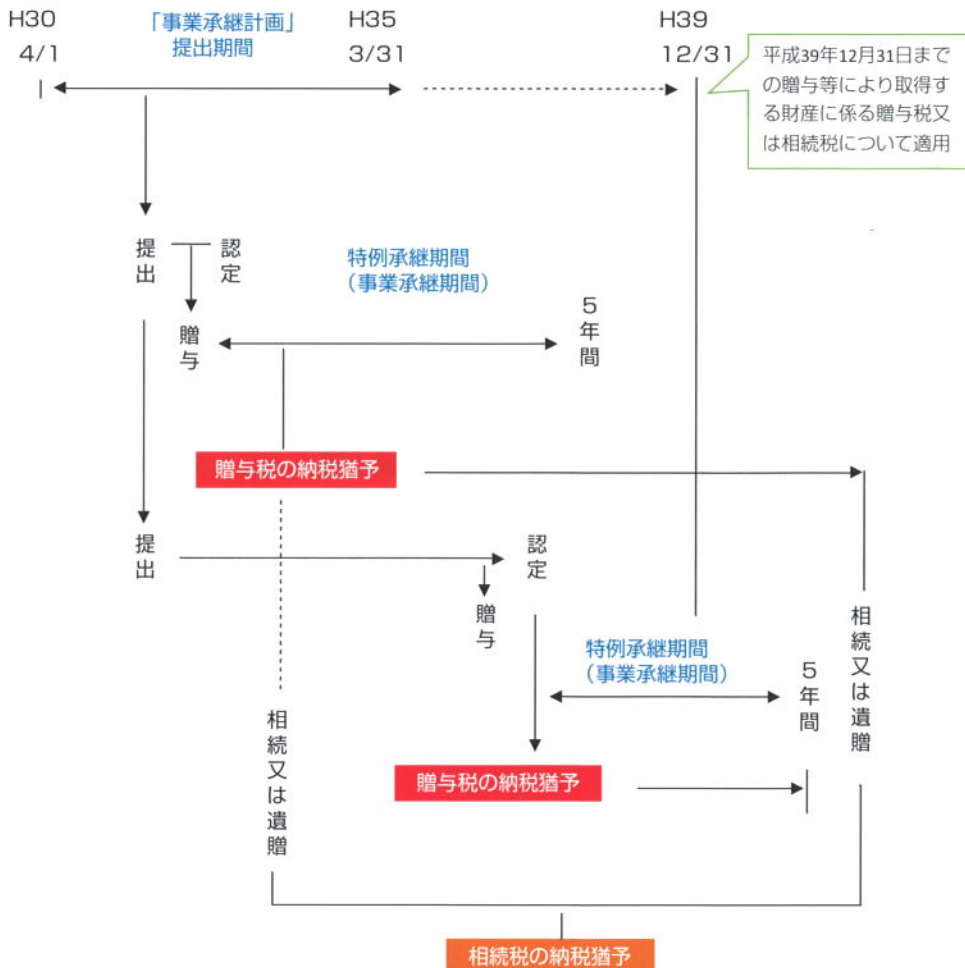 H30
4/1
「事業承継計画」
提出期間
H35
3/31
H39
12/31
平成39年12月31日まで
の贈与等により取得す
る財産に係る贈与税又
は相続税について適用
提出
認定
贈与
特例承継期間
(事業承継期間)
5年間
贈与税の納税猶予
提出
認定
贈与
特例承継期間
(事業承継期間)
5年間
相続又は遺贈
相続又は遺贈
贈与税の納税猶予
相続税の納税猶予